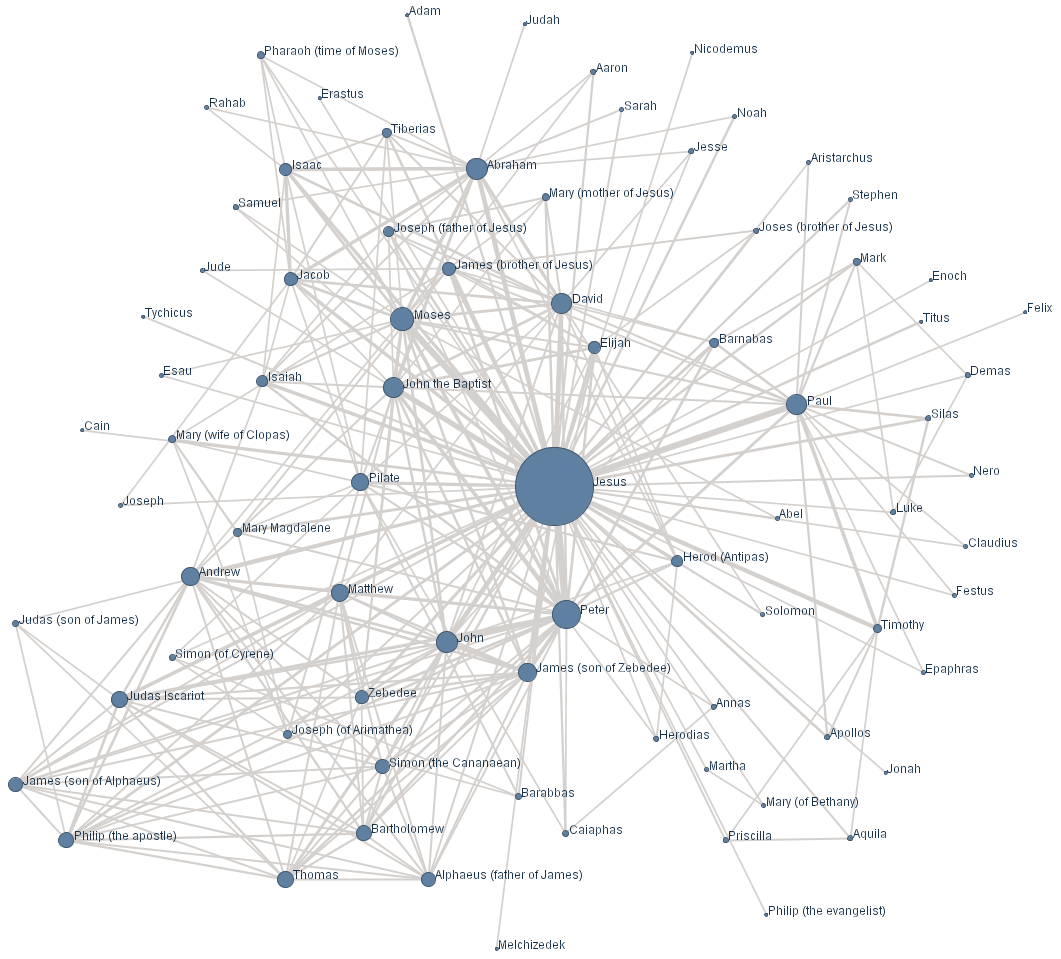 Adam
Judah
Nicodemus
Pharaoh (time of Moses)
Aaron
Erastus
Rahab
Sarah
Noah
Tiberias
Jesse
Aristarchus
Isaac
Abraham
Mary (mother of Jesus)
Stephen
Samuel
Joseph (father of Jesus)
Joses (brother of Jesus)
Mark
Jude
James (brother of Jesus)
Jacob
Enoch
David
Felix
Tychicus
Moses
Titus
Elijah
Barnabas
Esau
Isaiah
John the Baptist
Demas
Paul
Silas
Cain
Mary (wife of Clopas)
Pilate
Jesus
Nero
Joseph
Abel
Luke
Mary Magdalene
Claudius
Herod (Antipas)
Andrew
Matthew
Festus
Peter
Solomon
Judas (son of James)
Timothy
John
Simon (of Cyrene)
James (son of Zebedee)
Epaphras
Judas Iscariot
Zebedee
Annas
Joseph (of Arimathea)
Herodias
Apollos
Simon (the Cananaean)
Martha
Jonah
James (son of Alphaeus)
Barabbas
Mary (of Bethany)
Philip (the apostle)
Bartholomew
Caiaphas
Priscilla
Aquila
Thomas
Alphaeus (father of James)
Philip (the evangelist)
Melchizedek